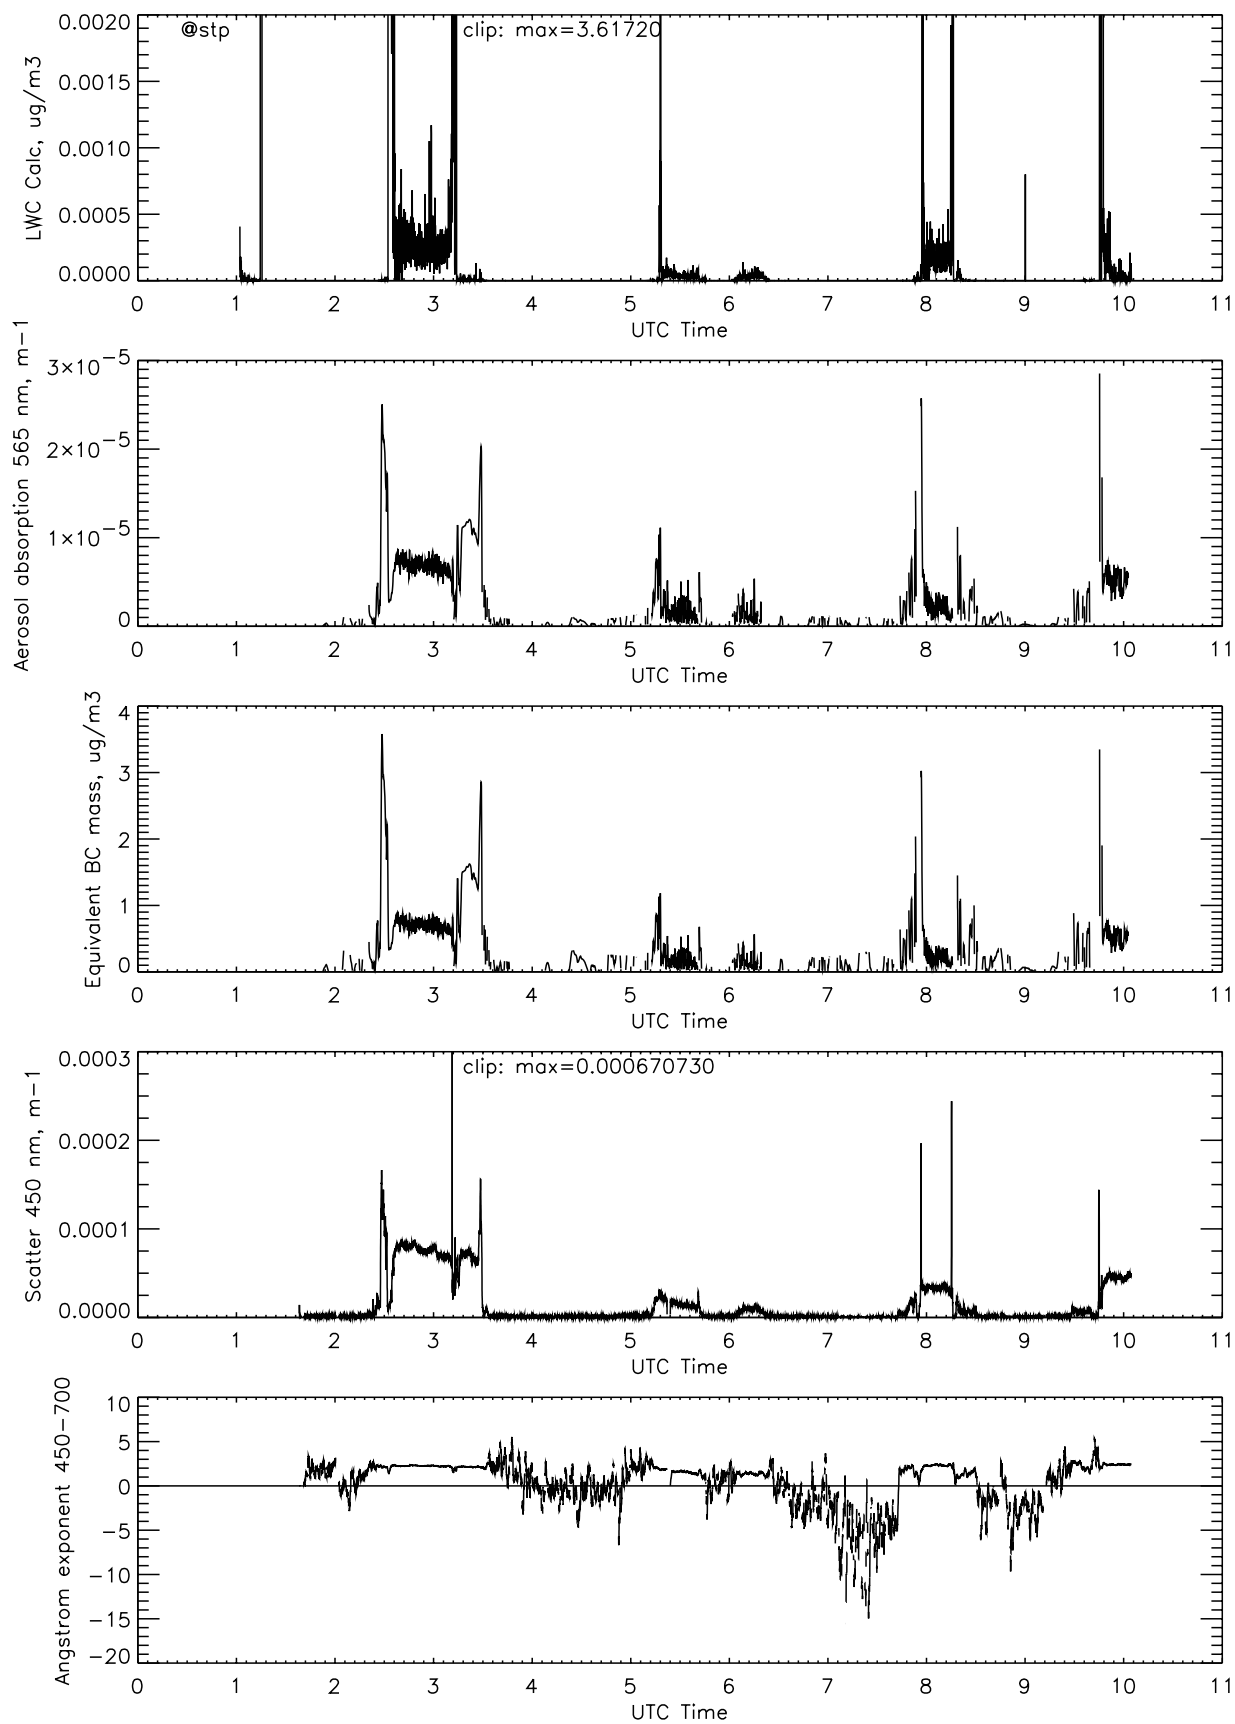 @stp clip: max=3.61720
LWC Calc, ug/m3
0.0020
0.0015
0.0010
0.0005
0.0000
0 1 2 3 4 5 6 7 8 9 10 11
UTC Time
Aerosol absorption 565 nm, m-1
3×10-5
2×10-5
1×10-5
0
0 1 2 3 4 5 6 7 8 9 10 11
UTC Time
Equivalent BC mass, ug/m3
4
3
2
1
0
0 1 2 3 4 5 6 7 8 9 10 11
UTC Time
clip: max=0.000670730
Scatter 450 nm, m-1
0.0003
0.0002
0.0001
0.0000
0 1 2 3 4 5 6 7 8 9 10 11
UTC Time
Angstrom exponent 450-700
10
5
0
-5
-10
-15
-20
0 1 2 3 4 5 6 7 8 9 10 11
UTC Time